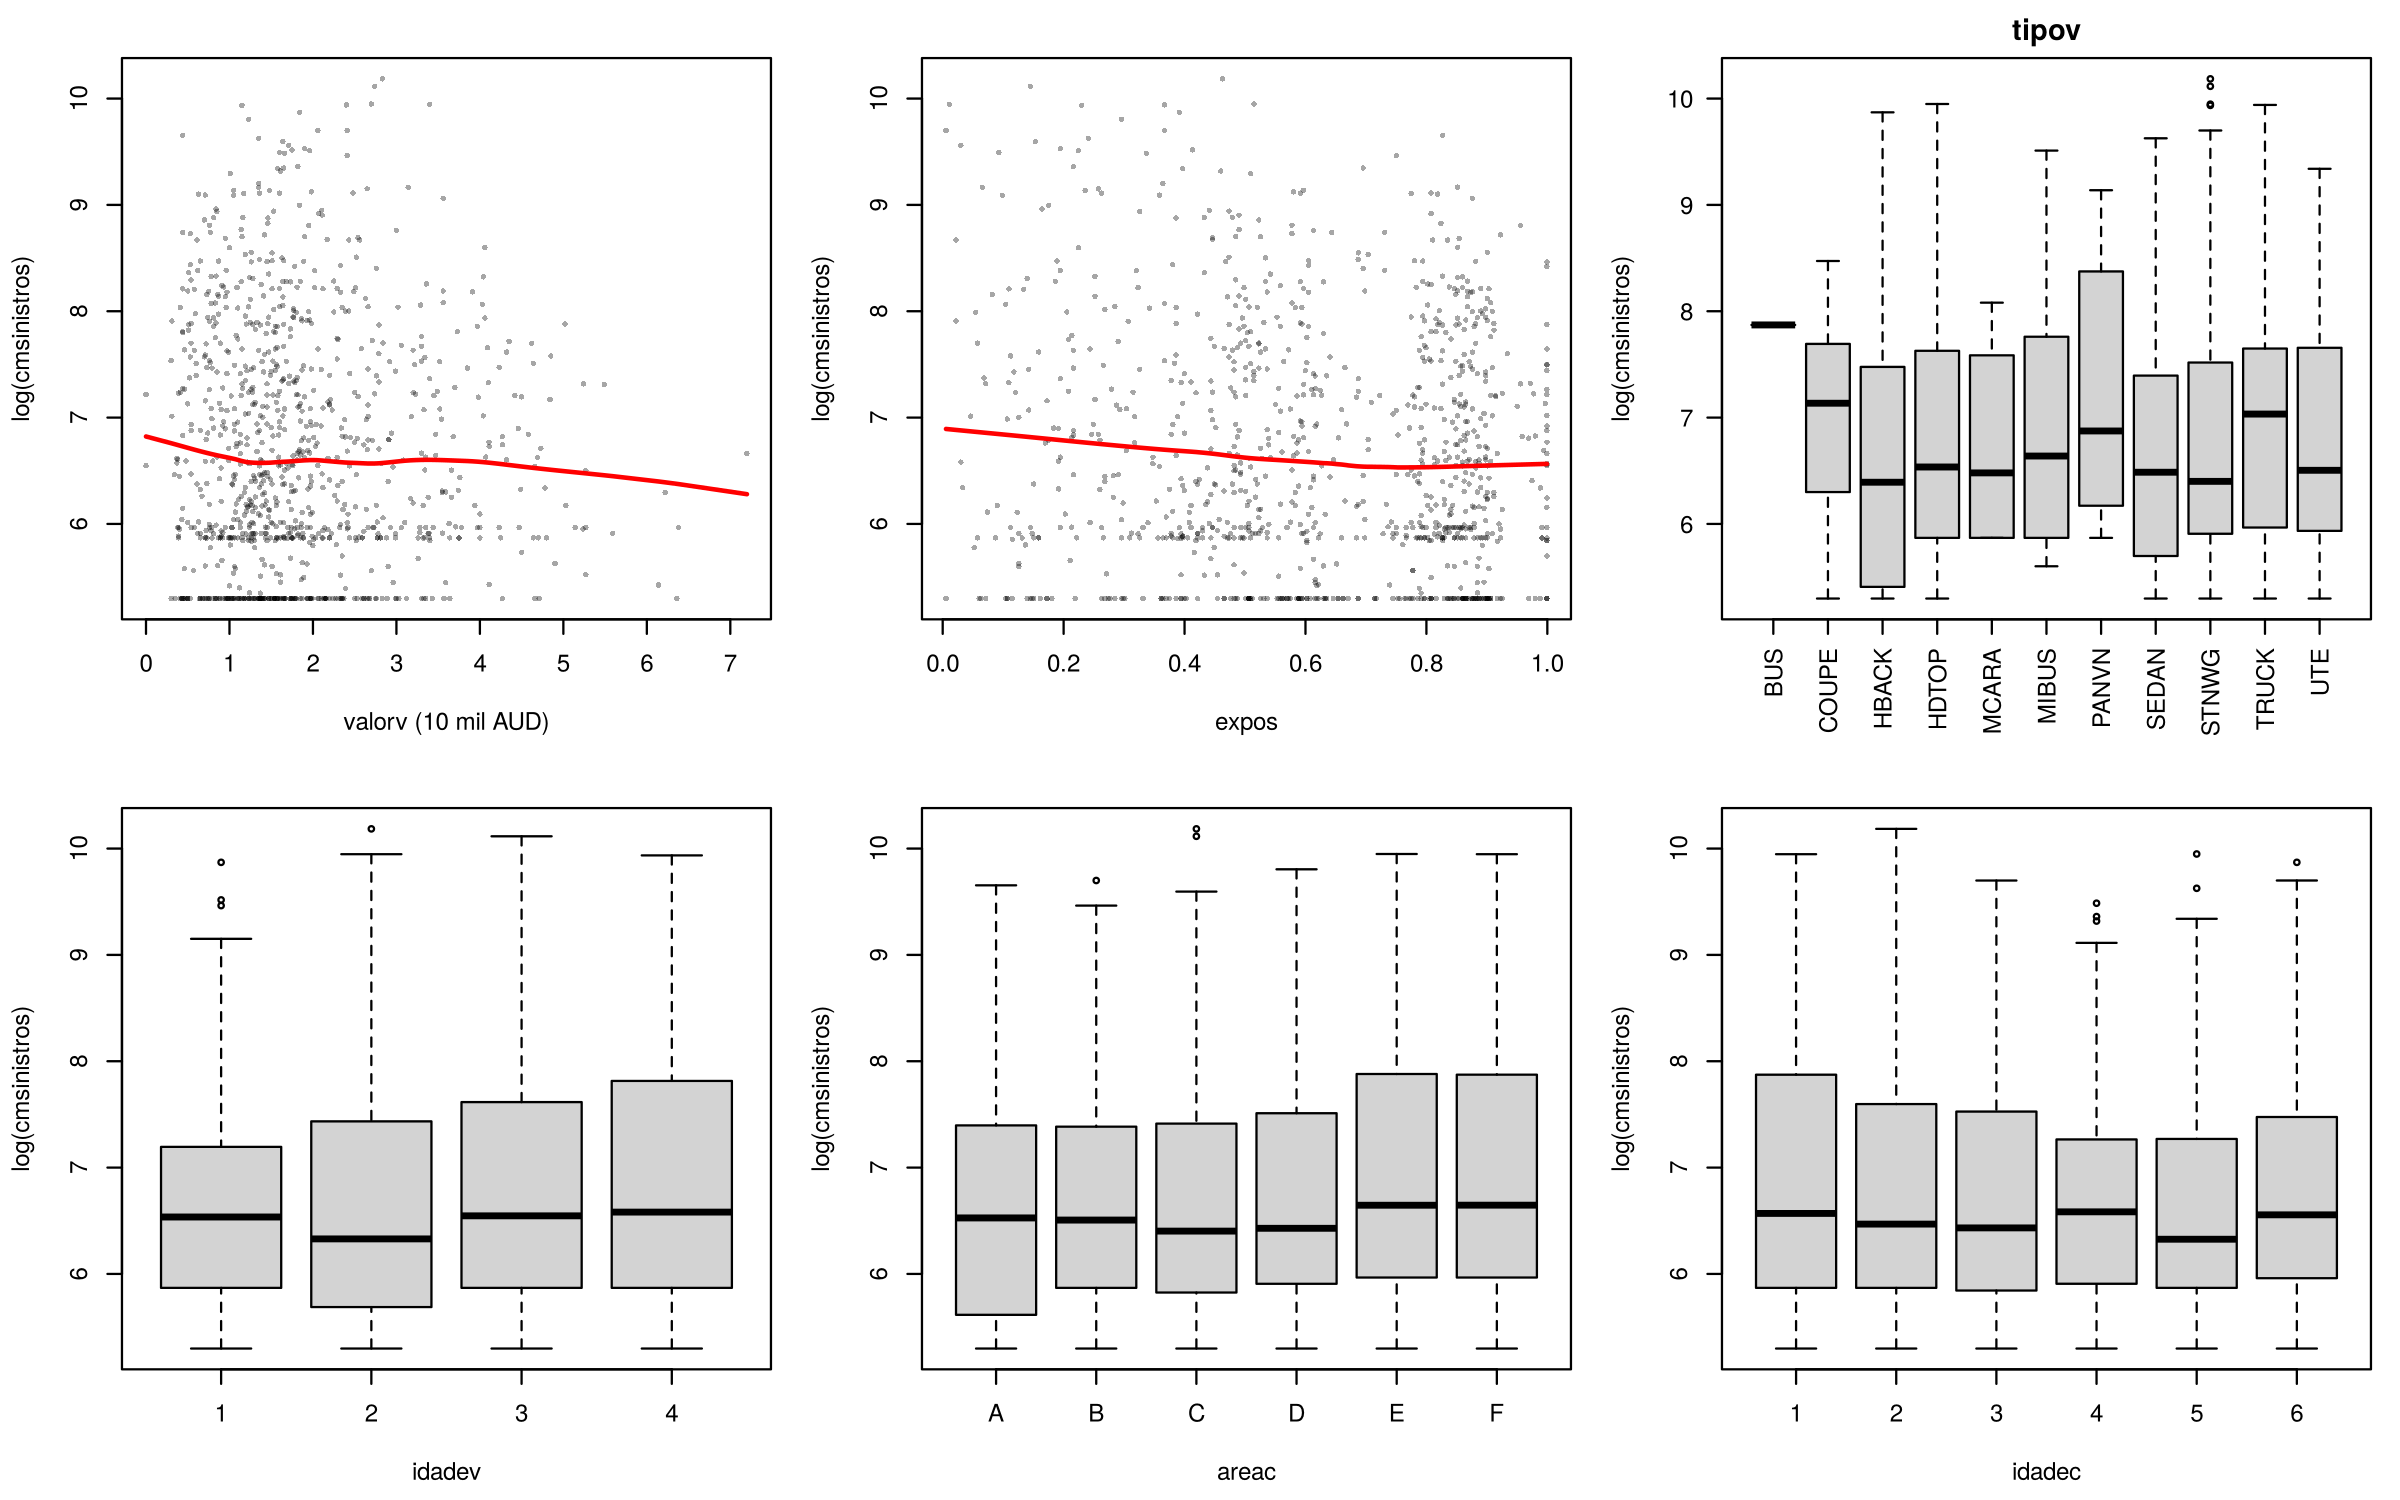 tipov
log(cmsinistros)
10
9
8
7
6
0 1 2 3 4 5 6 7
valorv (10 mil AUD)
log(cmsinistros)
10
9
8
7
6
0.0 0.2 0.4 0.6 0.8 1.0
expos
log(cmsinistros)
10
9
8
7
6
BUS
COUPE
HBACK
HDTOP
MCARA
MIBUS
PANVN
SEDAN
STNWG
TRUCK
UTE
log(cmsinistros)
10
9
8
7
6
1 2 3 4
idadev
log(cmsinistros)
10
9
8
7
6
A B C D E F
areac
log(cmsinistros)
10
9
8
7
6
1 2 3 4 5 6
idadec